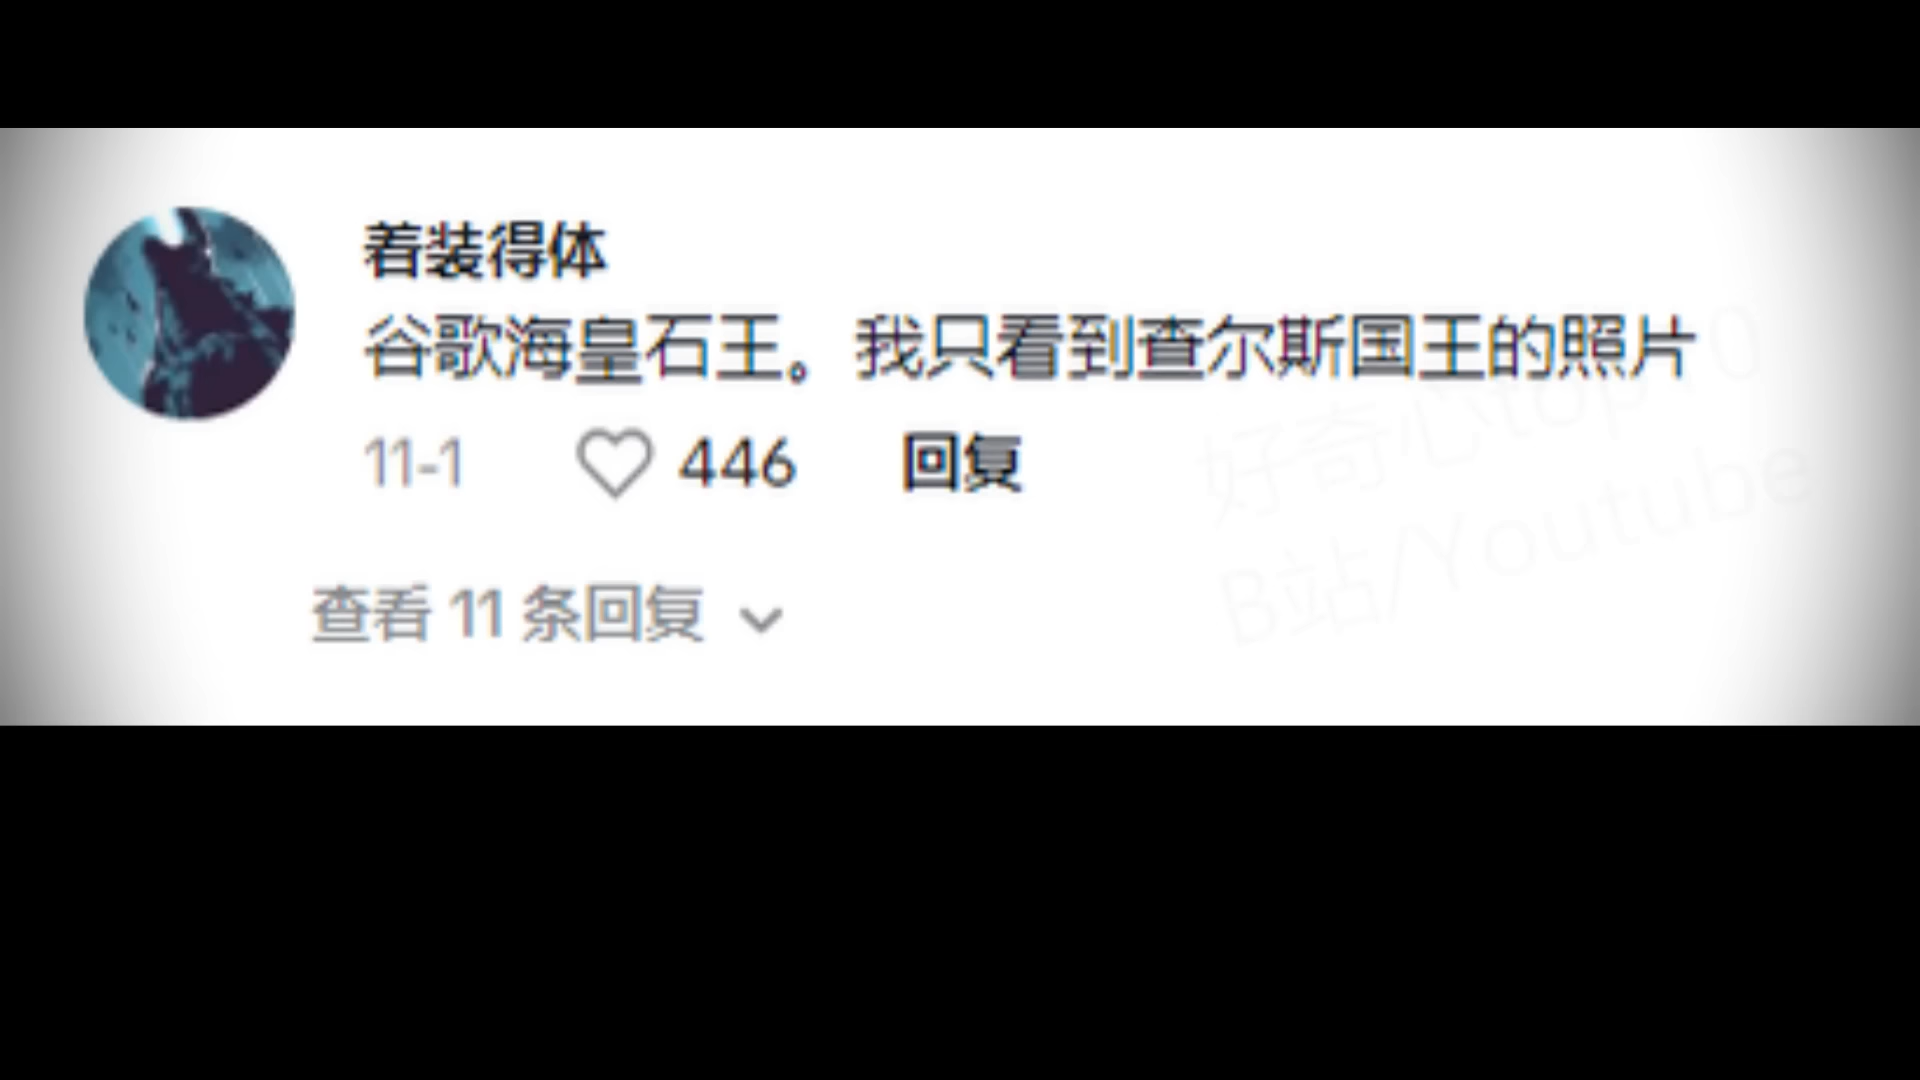 着装得体
谷歌海皇石王。我只看到查尔斯国王的照片
11-1 446 回复
查看 11 条回复
好奇心top10
B站/Youtube